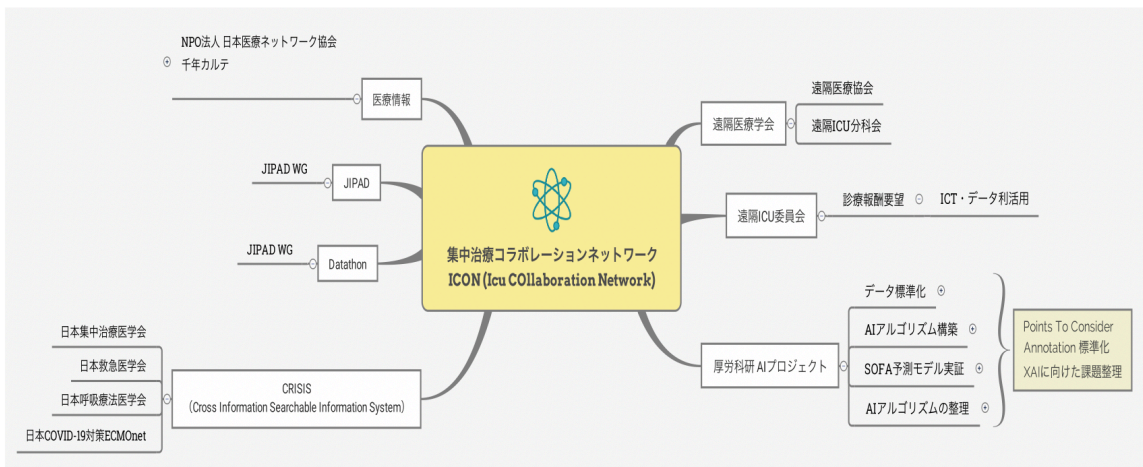 NPO法人 日本医療ネットワーク協会
千年カルテ
医療情報
JIPAD WG
JIPAD
JIPAD WG
Datathon
日本集中治療医学会
日本救急医学会
日本呼吸療法医学会
日本COVID-19対策ECMOnet
CRISIS
(Cross Information Searchable Information System)
集中治療コラボレーションネットワーク
ICON (Icu COllaboration Network)
遠隔医療学会
遠隔医療協会
遠隔ICU分科会
遠隔ICU委員会
診療報酬要望
ICT・データ利活用
厚労科研 AIプロジェクト
データ標準化
AIアルゴリズム構築
SOFA予測モデル実証
AIアルゴリズムの整理
Points To Consider
Annotation 標準化
XAIに向けた課題整理